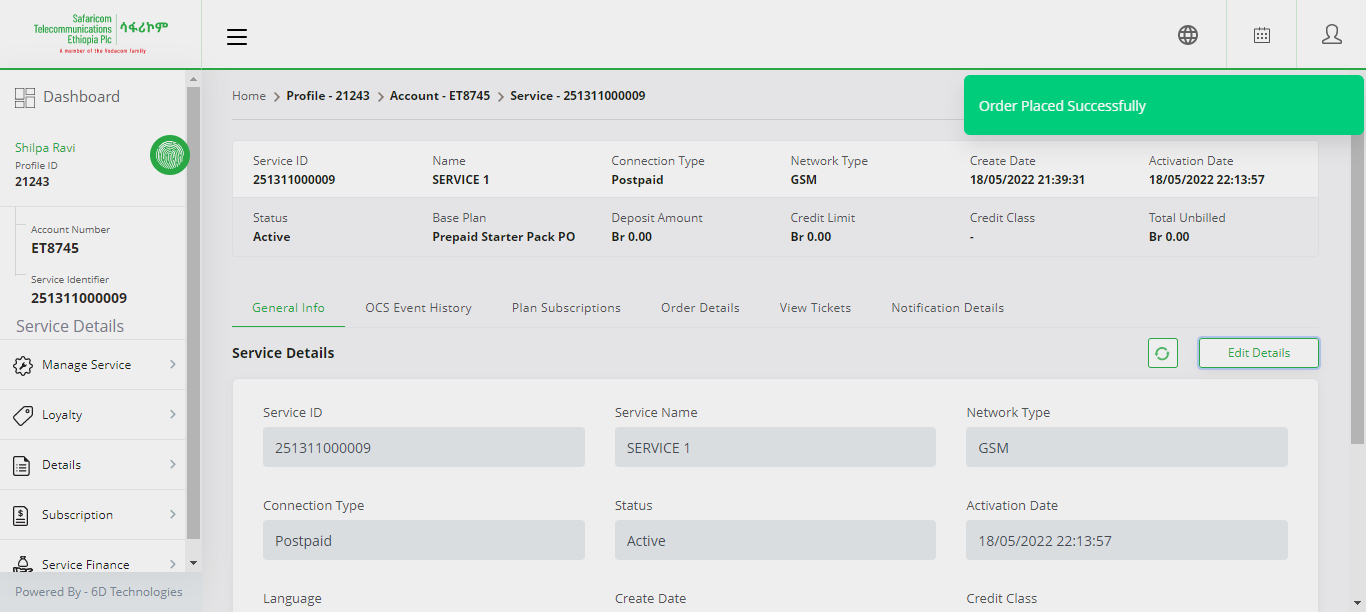 Safaricom
Telecommunications
Ethiopia Plc
ሳፋሪኮም
A member of the Vodacom family
Home > Profile - 21243 > Account - ET8745 > Service - 251311000009
Order Placed Successfully
Dashboard
Shilpa Ravi
Profile ID
21243
Account Number
ET8745
Service Identifier
251311000009
Service Details
Manage Service
Loyalty
Details
Subscription
Service Finance
Powered By - 6D Technologies
Service ID Name Connection Type Network Type Create Date Activation Date
251311000009 SERVICE 1 Postpaid GSM 18/05/2022 21:39:31 18/05/2022 22:13:57
Status Base Plan Deposit Amount Credit Limit Credit Class Total Unbilled
Active Prepaid Starter Pack PO Br 0.00 Br 0.00 - Br 0.00
General Info OCS Event History Plan Subscriptions Order Details View Tickets Notification Details
Service Details Edit Details
Service ID Service Name Network Type
251311000009 SERVICE 1 GSM
Connection Type Status Activation Date
Postpaid Active 18/05/2022 22:13:57
Language Create Date Credit Class